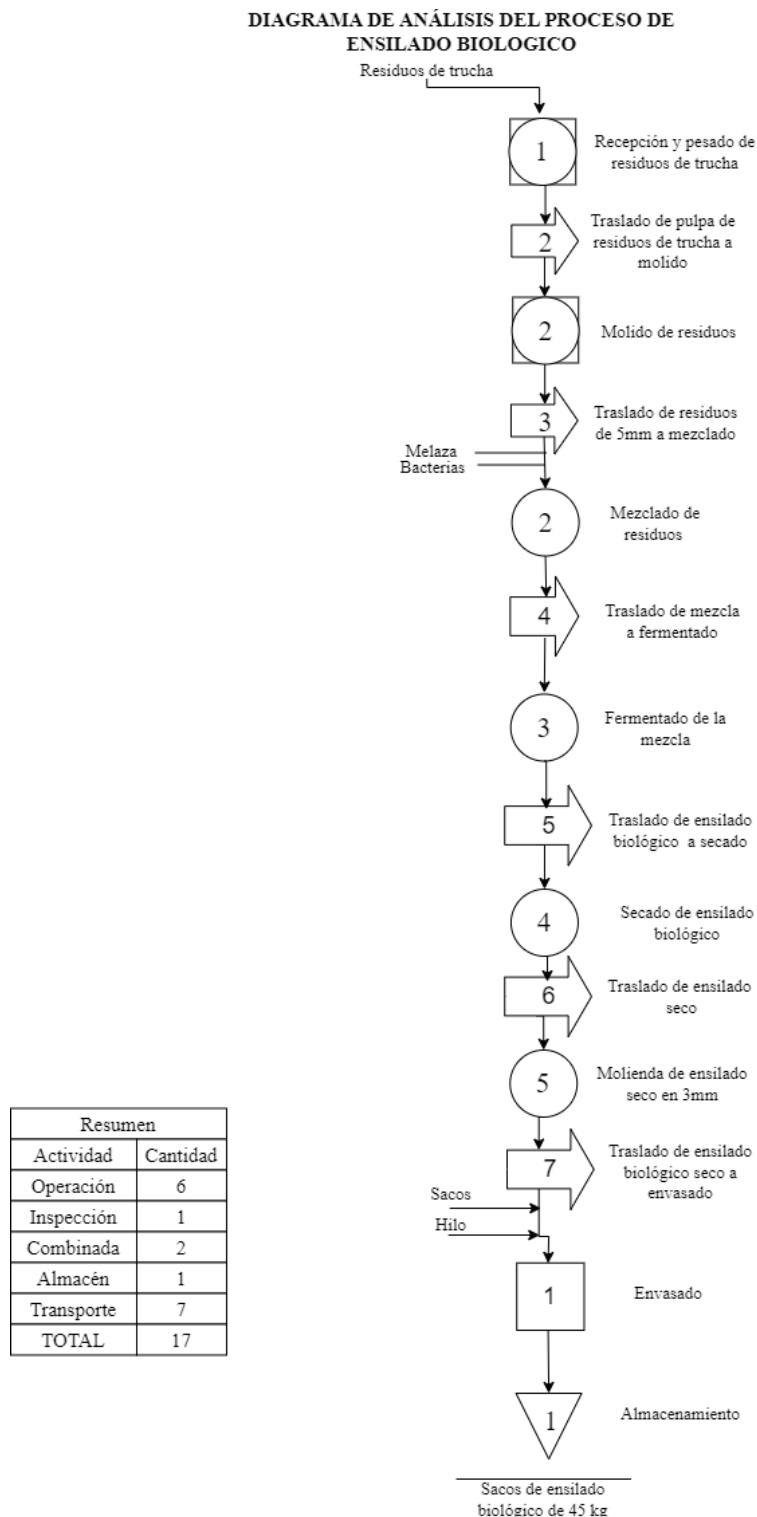 DIAGRAMA DE ANÁLISIS DEL PROCESO DE
ENSILADO BIOLOGICO
Residuos de trucha
1
Recepción y pesado de
residuos de trucha
2
Traslado de pulpa de
residuos de trucha a
molido
2
Molido de residuos
3
Traslado de residuos
de 5mm a mezclado
Melaza
Bacterias
2
Mezclado de
residuos
4
Traslado de mezcla
a fermentado
3
Fermentado de la
mezcla
5
Traslado de ensilado
biológico a secado
4
Secado de ensilado
biológico
6
Traslado de ensilado
seco
5
Molienda de ensilado
seco en 3mm
7
Traslado de ensilado
biológico seco a
envasado
Sacos
Hilo
1
Envasado
1
Almacenamiento
Sacos de ensilado
biológico de 45 kg
Resumen
Actividad Cantidad
Operación 6
Inspección 1
Combinada 2
Almacén 1
Transporte 7
TOTAL 17